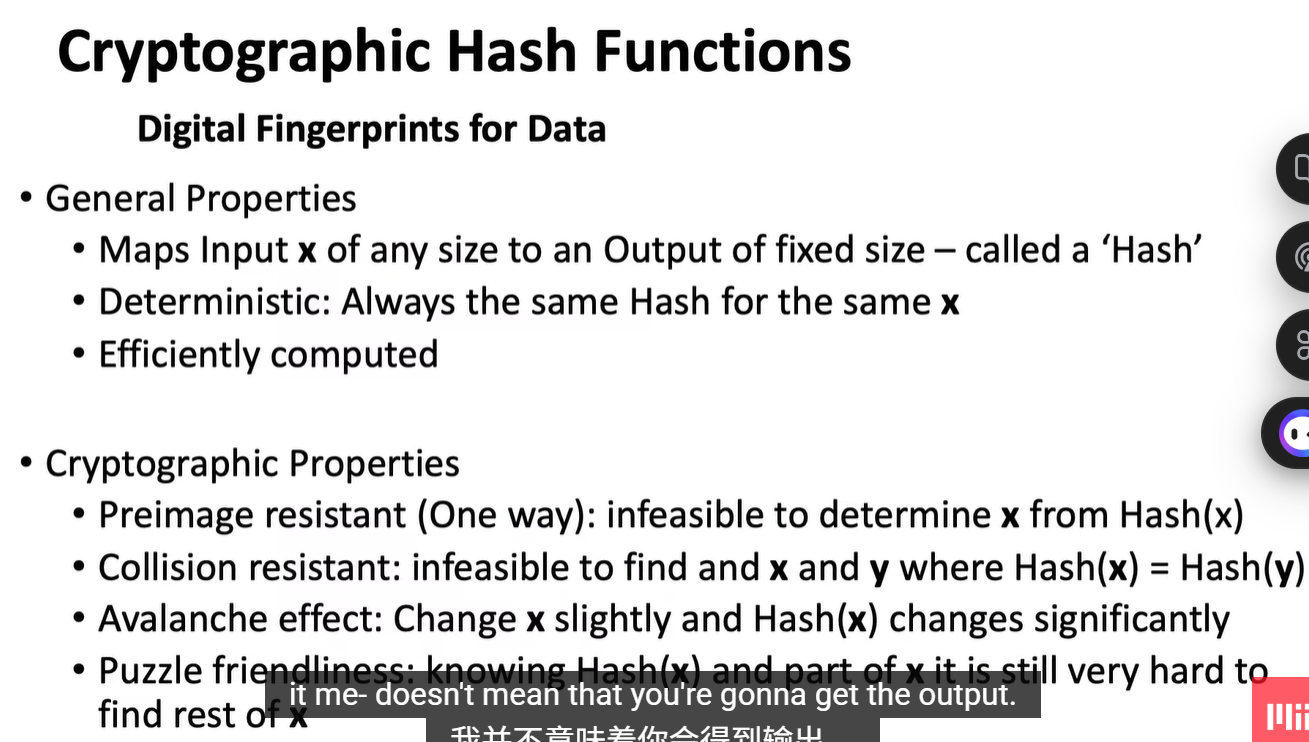 Cryptographic Hash Functions
Digital Fingerprints for Data
• General Properties
• Maps Input x of any size to an Output of fixed size – called a ‘Hash’
• Deterministic: Always the same Hash for the same x
• Efficiently computed
• Cryptographic Properties
• Preimage resistant (One way): infeasible to determine x from Hash(x)
• Collision resistant: infeasible to find and x and y where Hash(x) = Hash(y)
• Avalanche effect: Change x slightly and Hash(x) changes significantly
• Puzzle friendliness: knowing Hash(x) and part of x it is still very hard to
find rest of x
it me- doesn't mean that you're gonna get the output.
我并不意味着你会得到输出